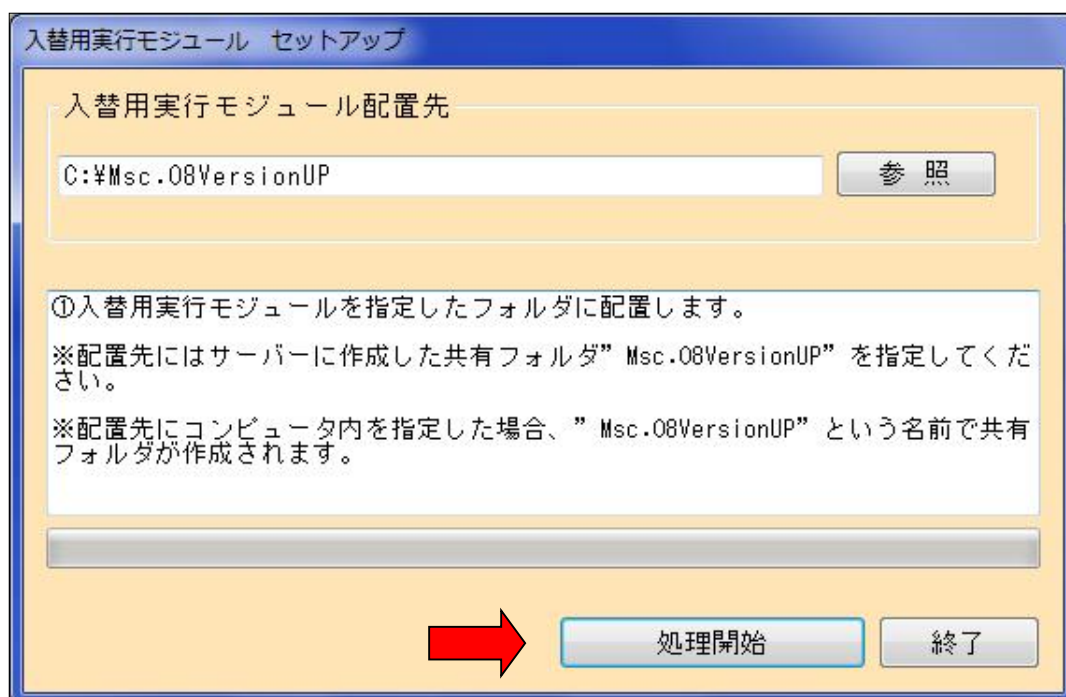 入替用実行モジュール　セットアップ
入替用実行モジュール配置先
C:¥Msc.08VersionUP
参 照
①入替用実行モジュールを指定したフォルダに配置します。
※配置先にはサーバーに作成した共有フォルダ”Msc.08VersionUP”を指定してくだ
さい。
※配置先にコンピュータ内を指定した場合、”Msc.08VersionUP”という名前で共有
フォルダが作成されます。
処理開始
終了